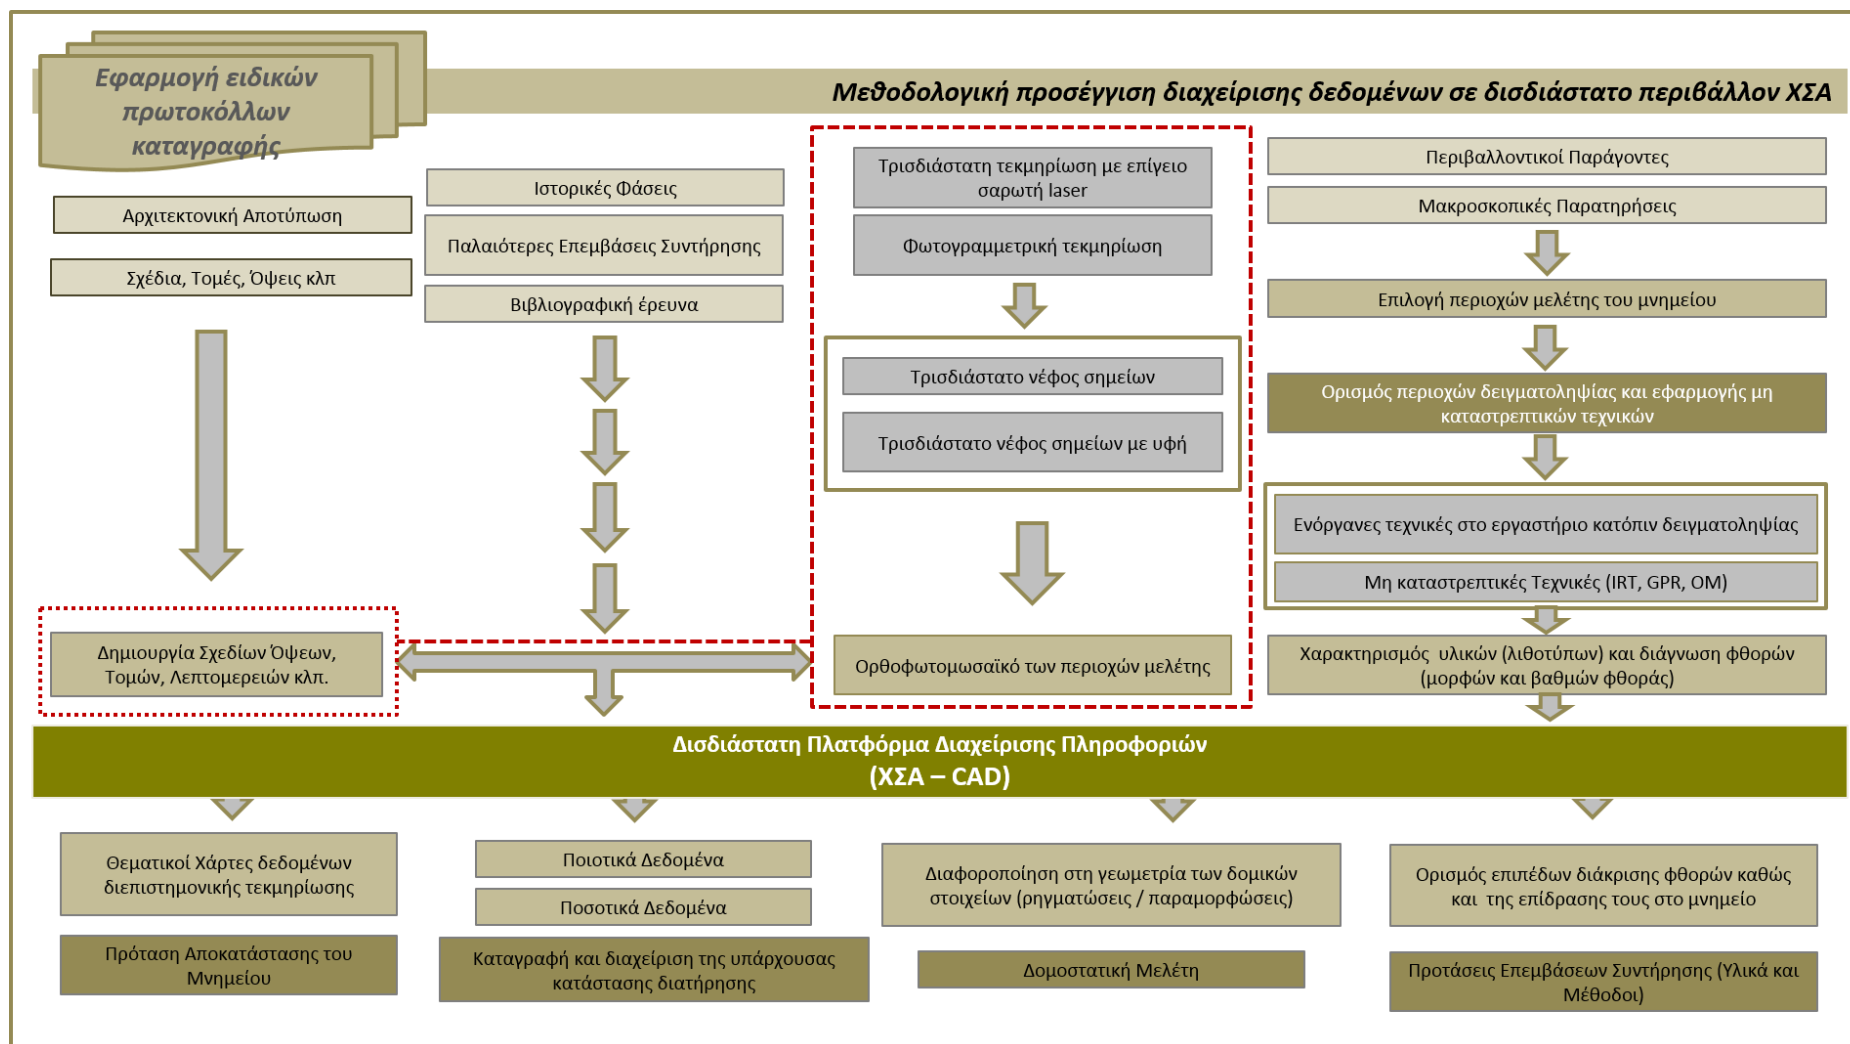 Εφαρμογή ειδικών
πρωτοκόλλων
καταγραφής
Μεθοδολογική προσέγγιση διαχείρισης δεδομένων σε δισδιάστατο περιβάλλον ΧΣΑ
Αρχιτεκτονική Αποτύπωση
Σχέδια, Τομές, Όψεις κλπ
Ιστορικές Φάσεις
Παλαιότερες Επεμβάσεις Συντήρησης
Βιβλιογραφική έρευνα
Τρισδιάστατη τεκμηρίωση με επίγειο
σαρωτή laser
Φωτογραμμετρική τεκμηρίωση
Τρισδιάστατο νέφος σημείων
Τρισδιάστατο νέφος σημείων με υφή
Περιβαλλοντικοί Παράγοντες
Μακροσκοπικές Παρατηρήσεις
Επιλογή περιοχών μελέτης του μνημείου
Ορισμός περιοχών δειγματοληψίας και εφαρμογής μη
καταστρεπτικών τεχνικών
Ενόργανες τεχνικές στο εργαστήριο κατόπιν δειγματοληψίας
Μη καταστρεπτικές Τεχνικές (IRT, GPR, OM)
Δημιουργία Σχεδίων Όψεων,
Τομών, Λεπτομερειών κλπ.
Ορθοφωτομωσαϊκό των περιοχών μελέτης
Χαρακτηρισμός υλικών (λιθοτύπων) και διάγνωση φθορών
(μορφών και βαθμών φθοράς)
Δισδιάστατη Πλατφόρμα Διαχείρισης Πληροφοριών
(ΧΣΑ – CAD)
Θεματικοί Χάρτες δεδομένων
διεπιστημονικής τεκμηρίωσης
Πρόταση Αποκατάστασης του
Μνημείου
Ποιοτικά Δεδομένα
Ποσοτικά Δεδομένα
Καταγραφή και διαχείριση της υπάρχουσας
κατάστασης διατήρησης
Διαφοροποίηση στη γεωμετρία των δομικών
στοιχείων (ρηγματώσεις / παραμορφώσεις)
Δομοστατική Μελέτη
Ορισμός επιπέδων διάκρισης φθορών καθώς
και της επίδρασης τους στο μνημείο
Προτάσεις Επεμβάσεων Συντήρησης (Υλικά και
Μέθοδοι)